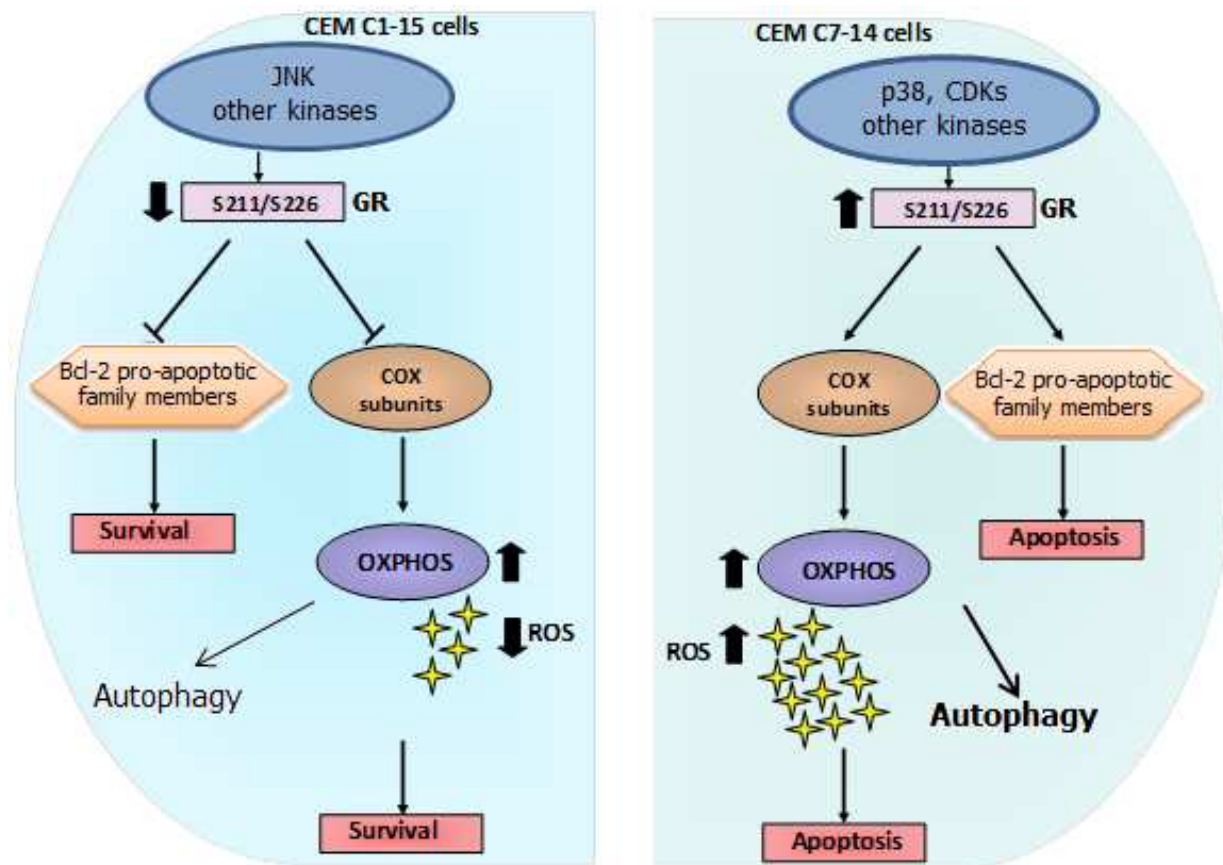 CEM C1-15 cells
JNK
other kinases
S211/S226 GR
Bcl-2 pro-apoptotic
family members
COX
subunits
Survival
OXPHOS
ROS
Autophagy
Survival
CEM C7-14 cells
p38, CDKs
other kinases
S211/S226 GR
COX
subunits
Bcl-2 pro-apoptotic
family members
Apoptosis
OXPHOS
ROS
Autophagy
Apoptosis